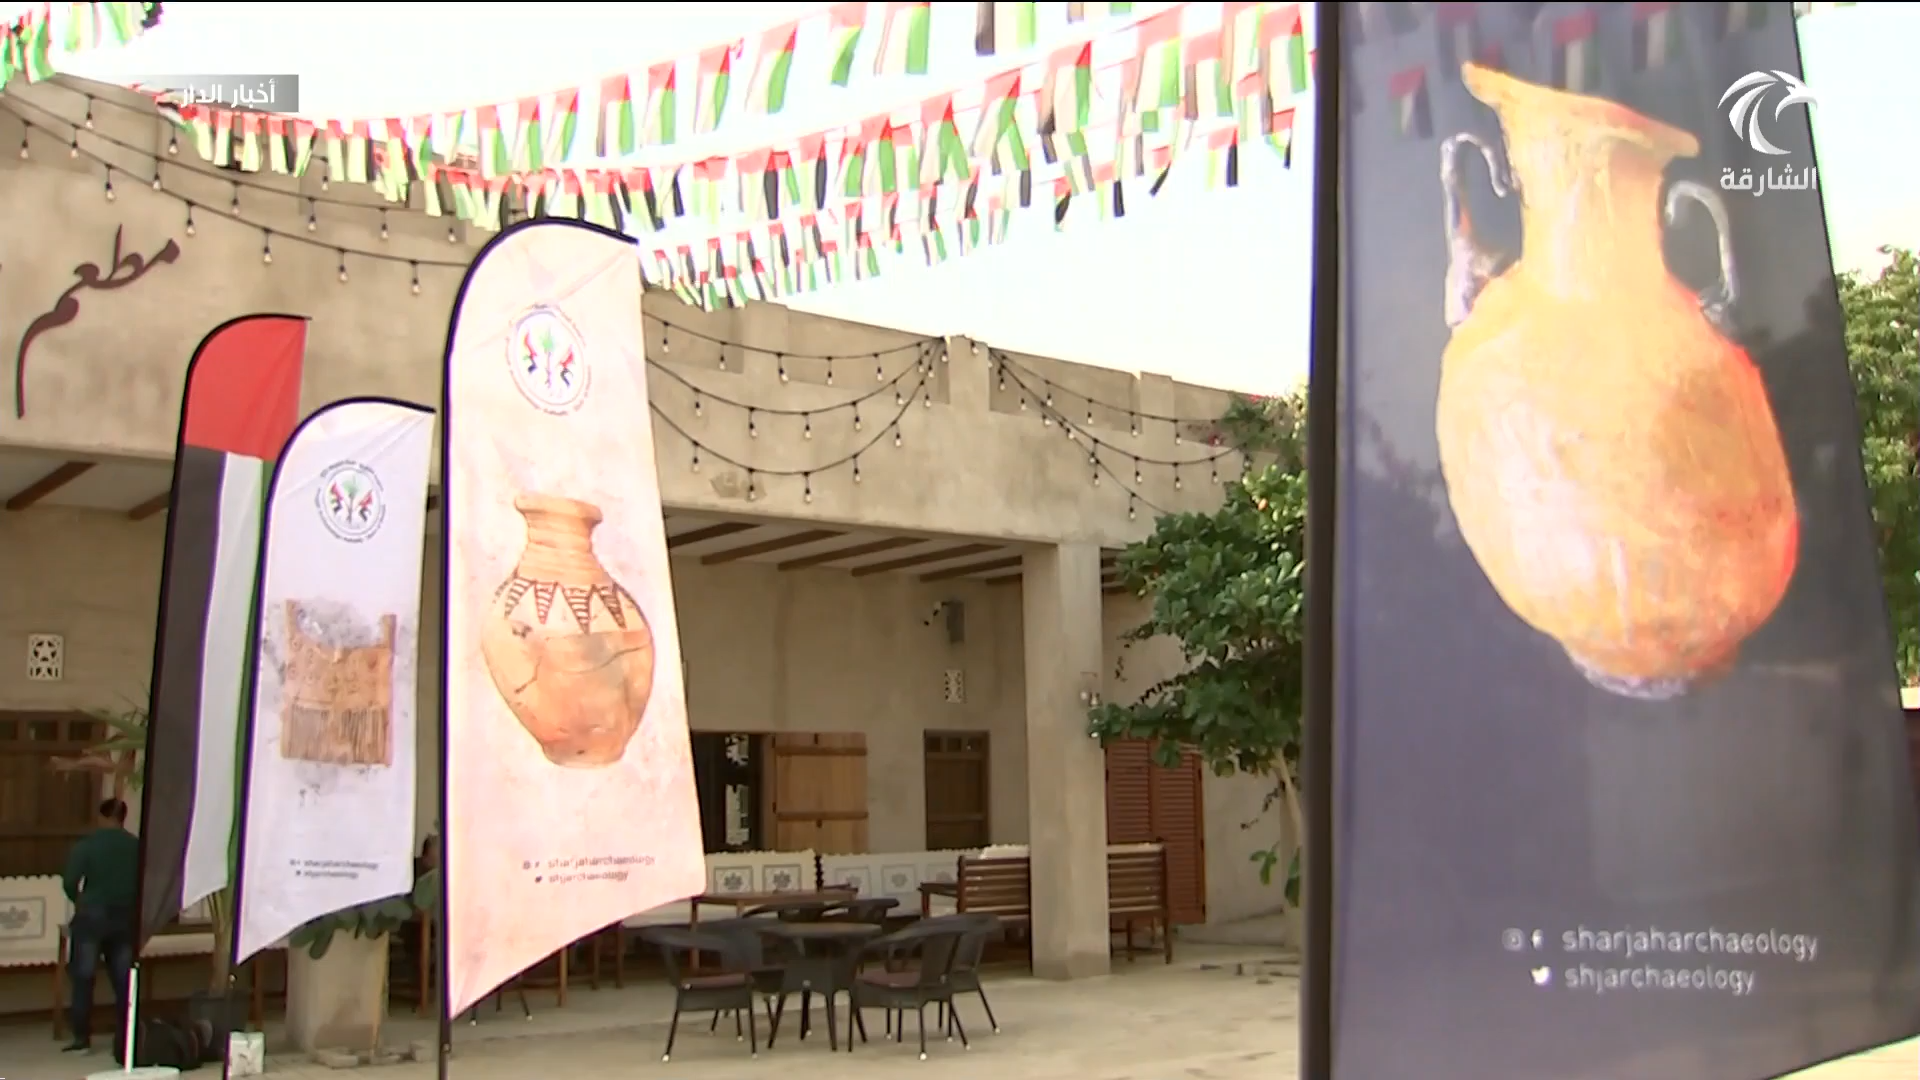 أخبار الدار
الشارقة
مطعم
sharjaharchaeology
shjarchaeology
sharjaharchaeology
shjarchaeology
sharjaharchaeology
shjarchaeology